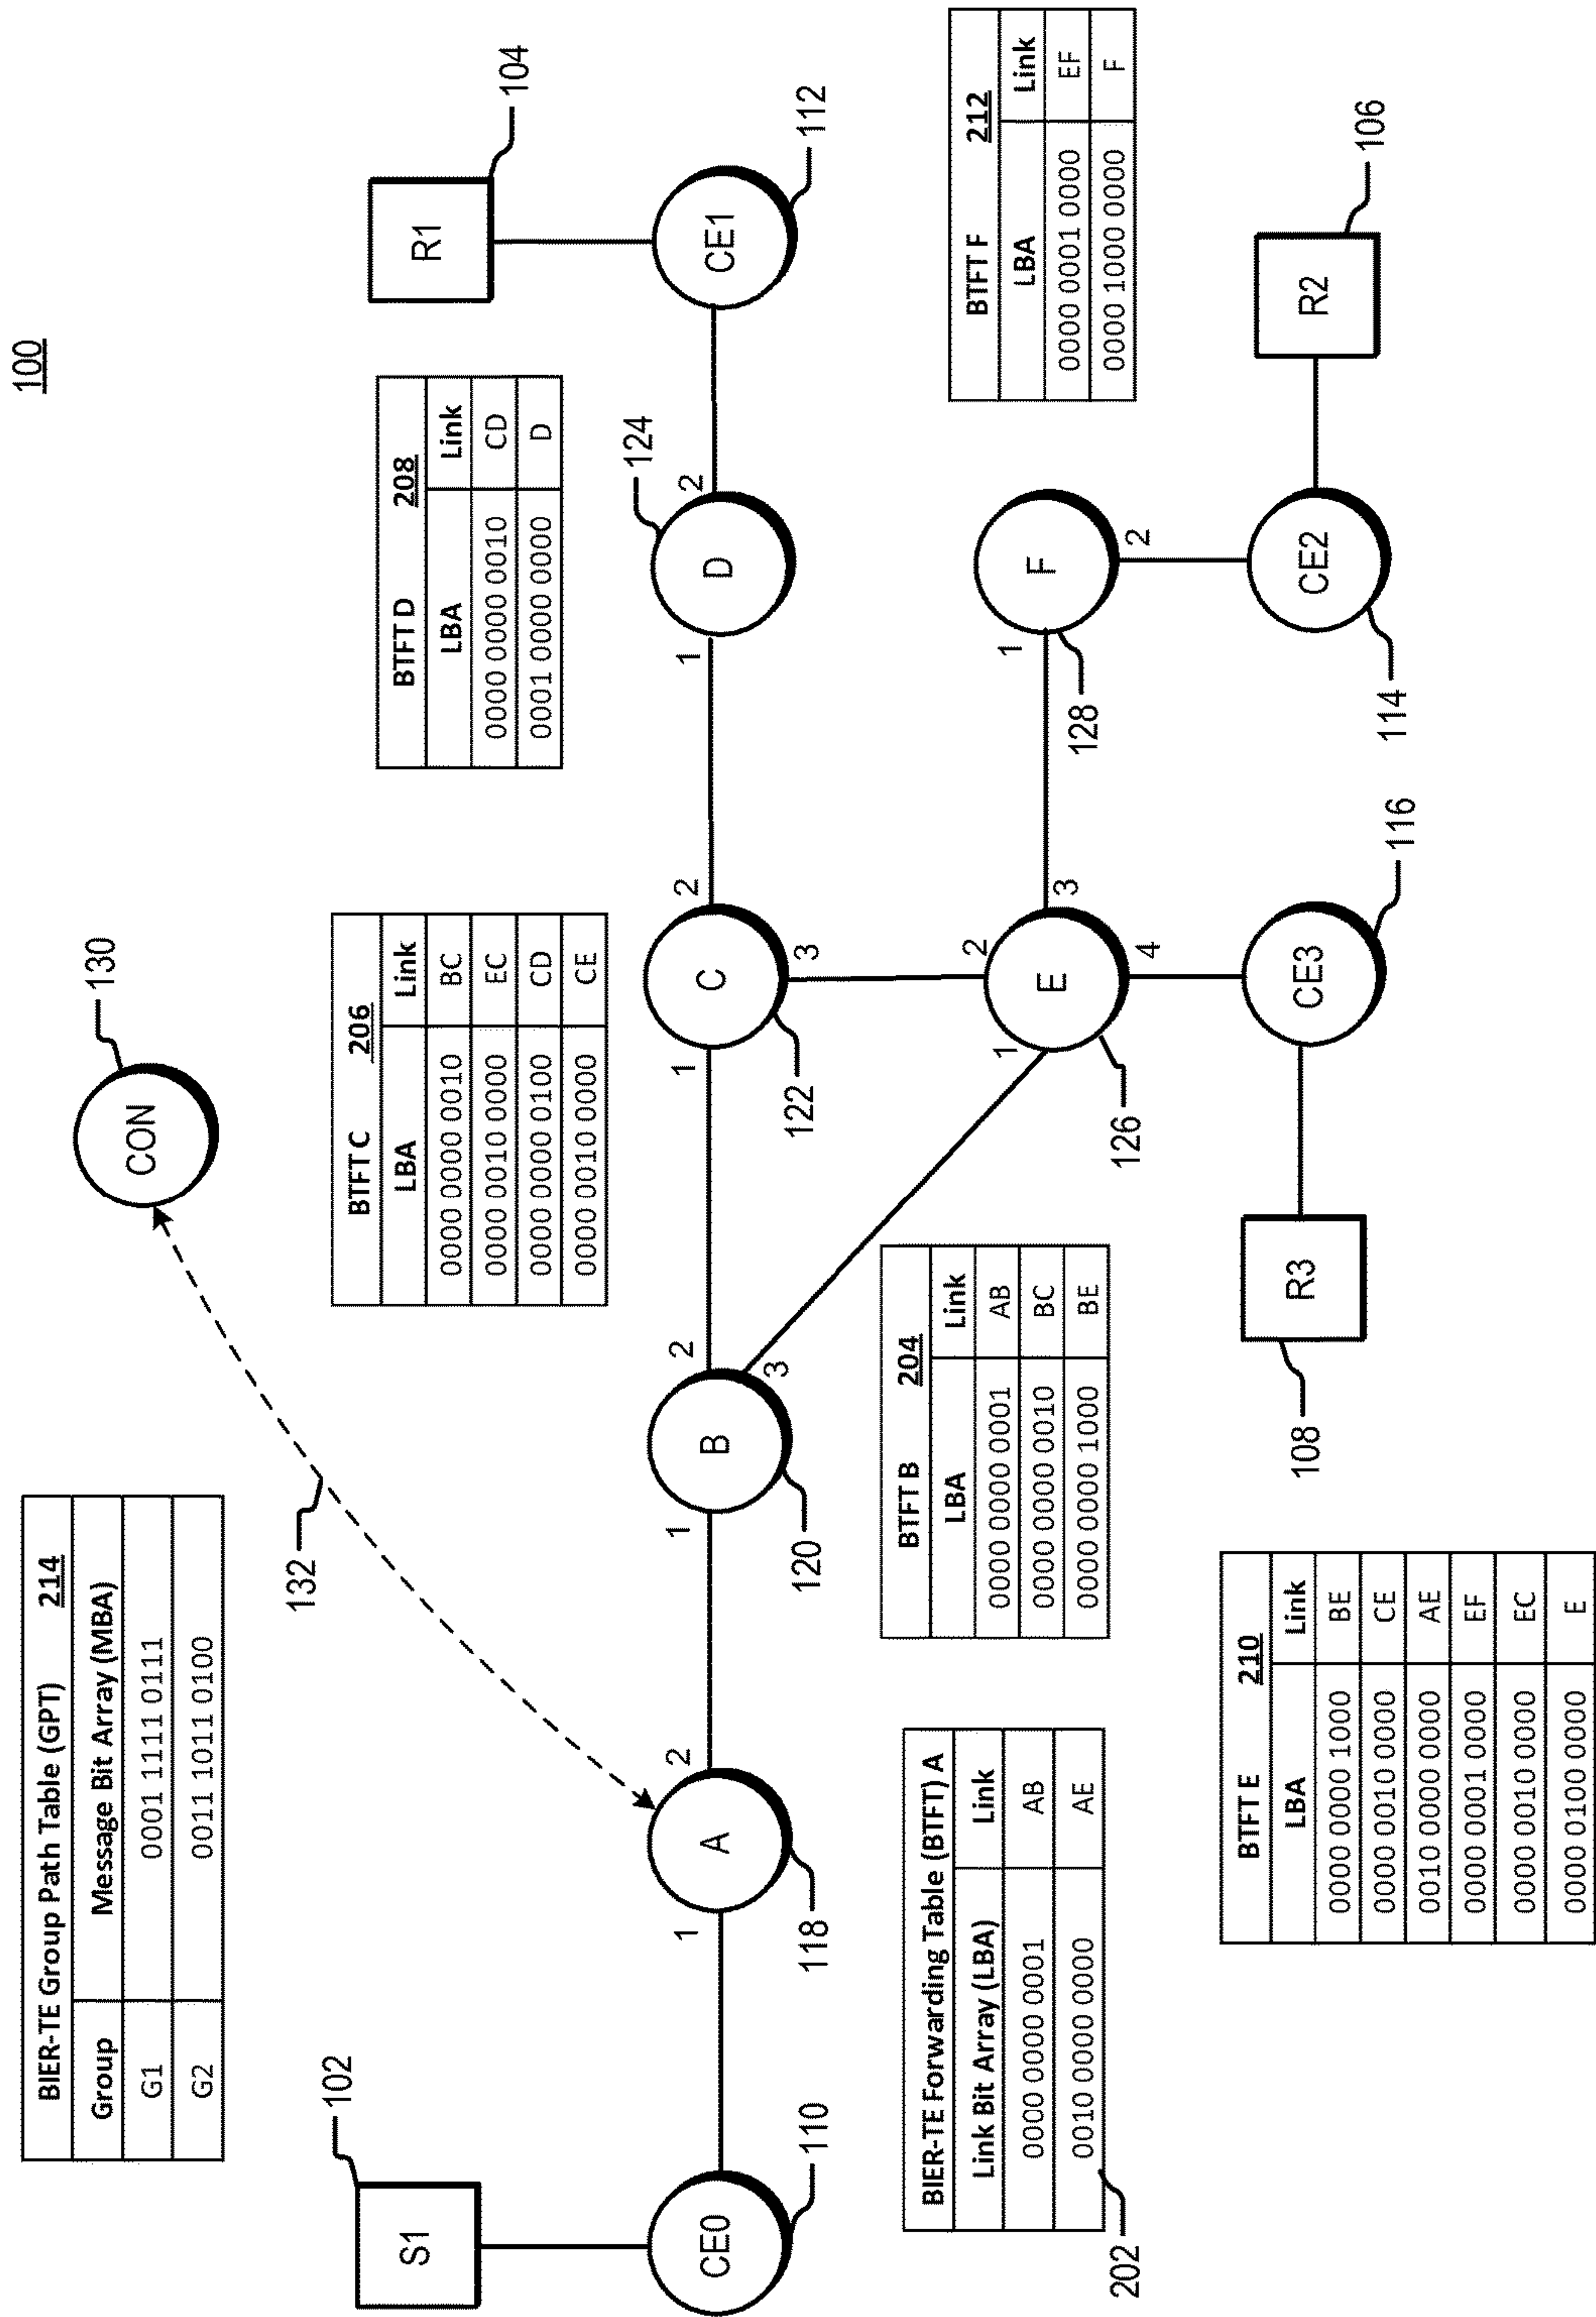 100
BIER-TE Group Path Table (GPT) 214
Group Message Bit Array (MBA)
G1 0001 1111 0111
G2 0011 1011 0100
CON
130
132
S1
102
CE0
110
1 A 2
118
1 B 2
3
120
1 C 2
3
122
1 D 2
124
CE1
112
R1
104
1 E 2
3
4
126
1 F
2
128
CE2
114
R2
106
CE3
116
R3
108
BTFT C 206
LBA Link
0000 0000 0010 BC
0000 0010 0000 EC
0000 0000 0100 CD
0000 0010 0000 CE
BTFT D 208
LBA Link
0000 0000 0010 CD
0001 0000 0000 D
BIER-TE Forwarding Table (BTFT) A
Link Bit Array (LBA) Link
0000 0000 0001 AB
0010 0000 0000 AE
202
BTFT B 204
LBA Link
0000 0000 0001 AB
0000 0000 0010 BC
0000 0000 1000 BE
BTFT F 212
LBA Link
0000 0001 0000 EF
0000 1000 0000 F
BTFT E 210
LBA Link
0000 0000 1000 BE
0000 0010 0000 CE
0010 0000 0000 AE
0000 0001 0000 EF
0000 0010 0000 EC
0000 0100 0000 E